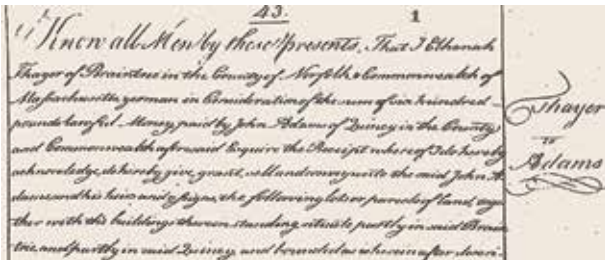 43. 1
Know all Men by these Presents, That I Elkanah
Thayer of Braintree in the County of Norfolk & Commonwealth of
Massachusetts yeoman in Consideration of the sum of six hundred
pounds lawful Money, paid by John Adams of Quincy in the County
and Commonwealth aforesaid Esquire the Receipt whereof I do hereby
acknowledge, do hereby give, grant, sell and convey unto the said John A
dams and his heirs and assigns, the following lots or parcels of land, toge
ther with the buildings thereon standing, situate partly in said Brain
tree, and partly in said Quincy and bounded as herein after descri-
Thayer
to
Adams